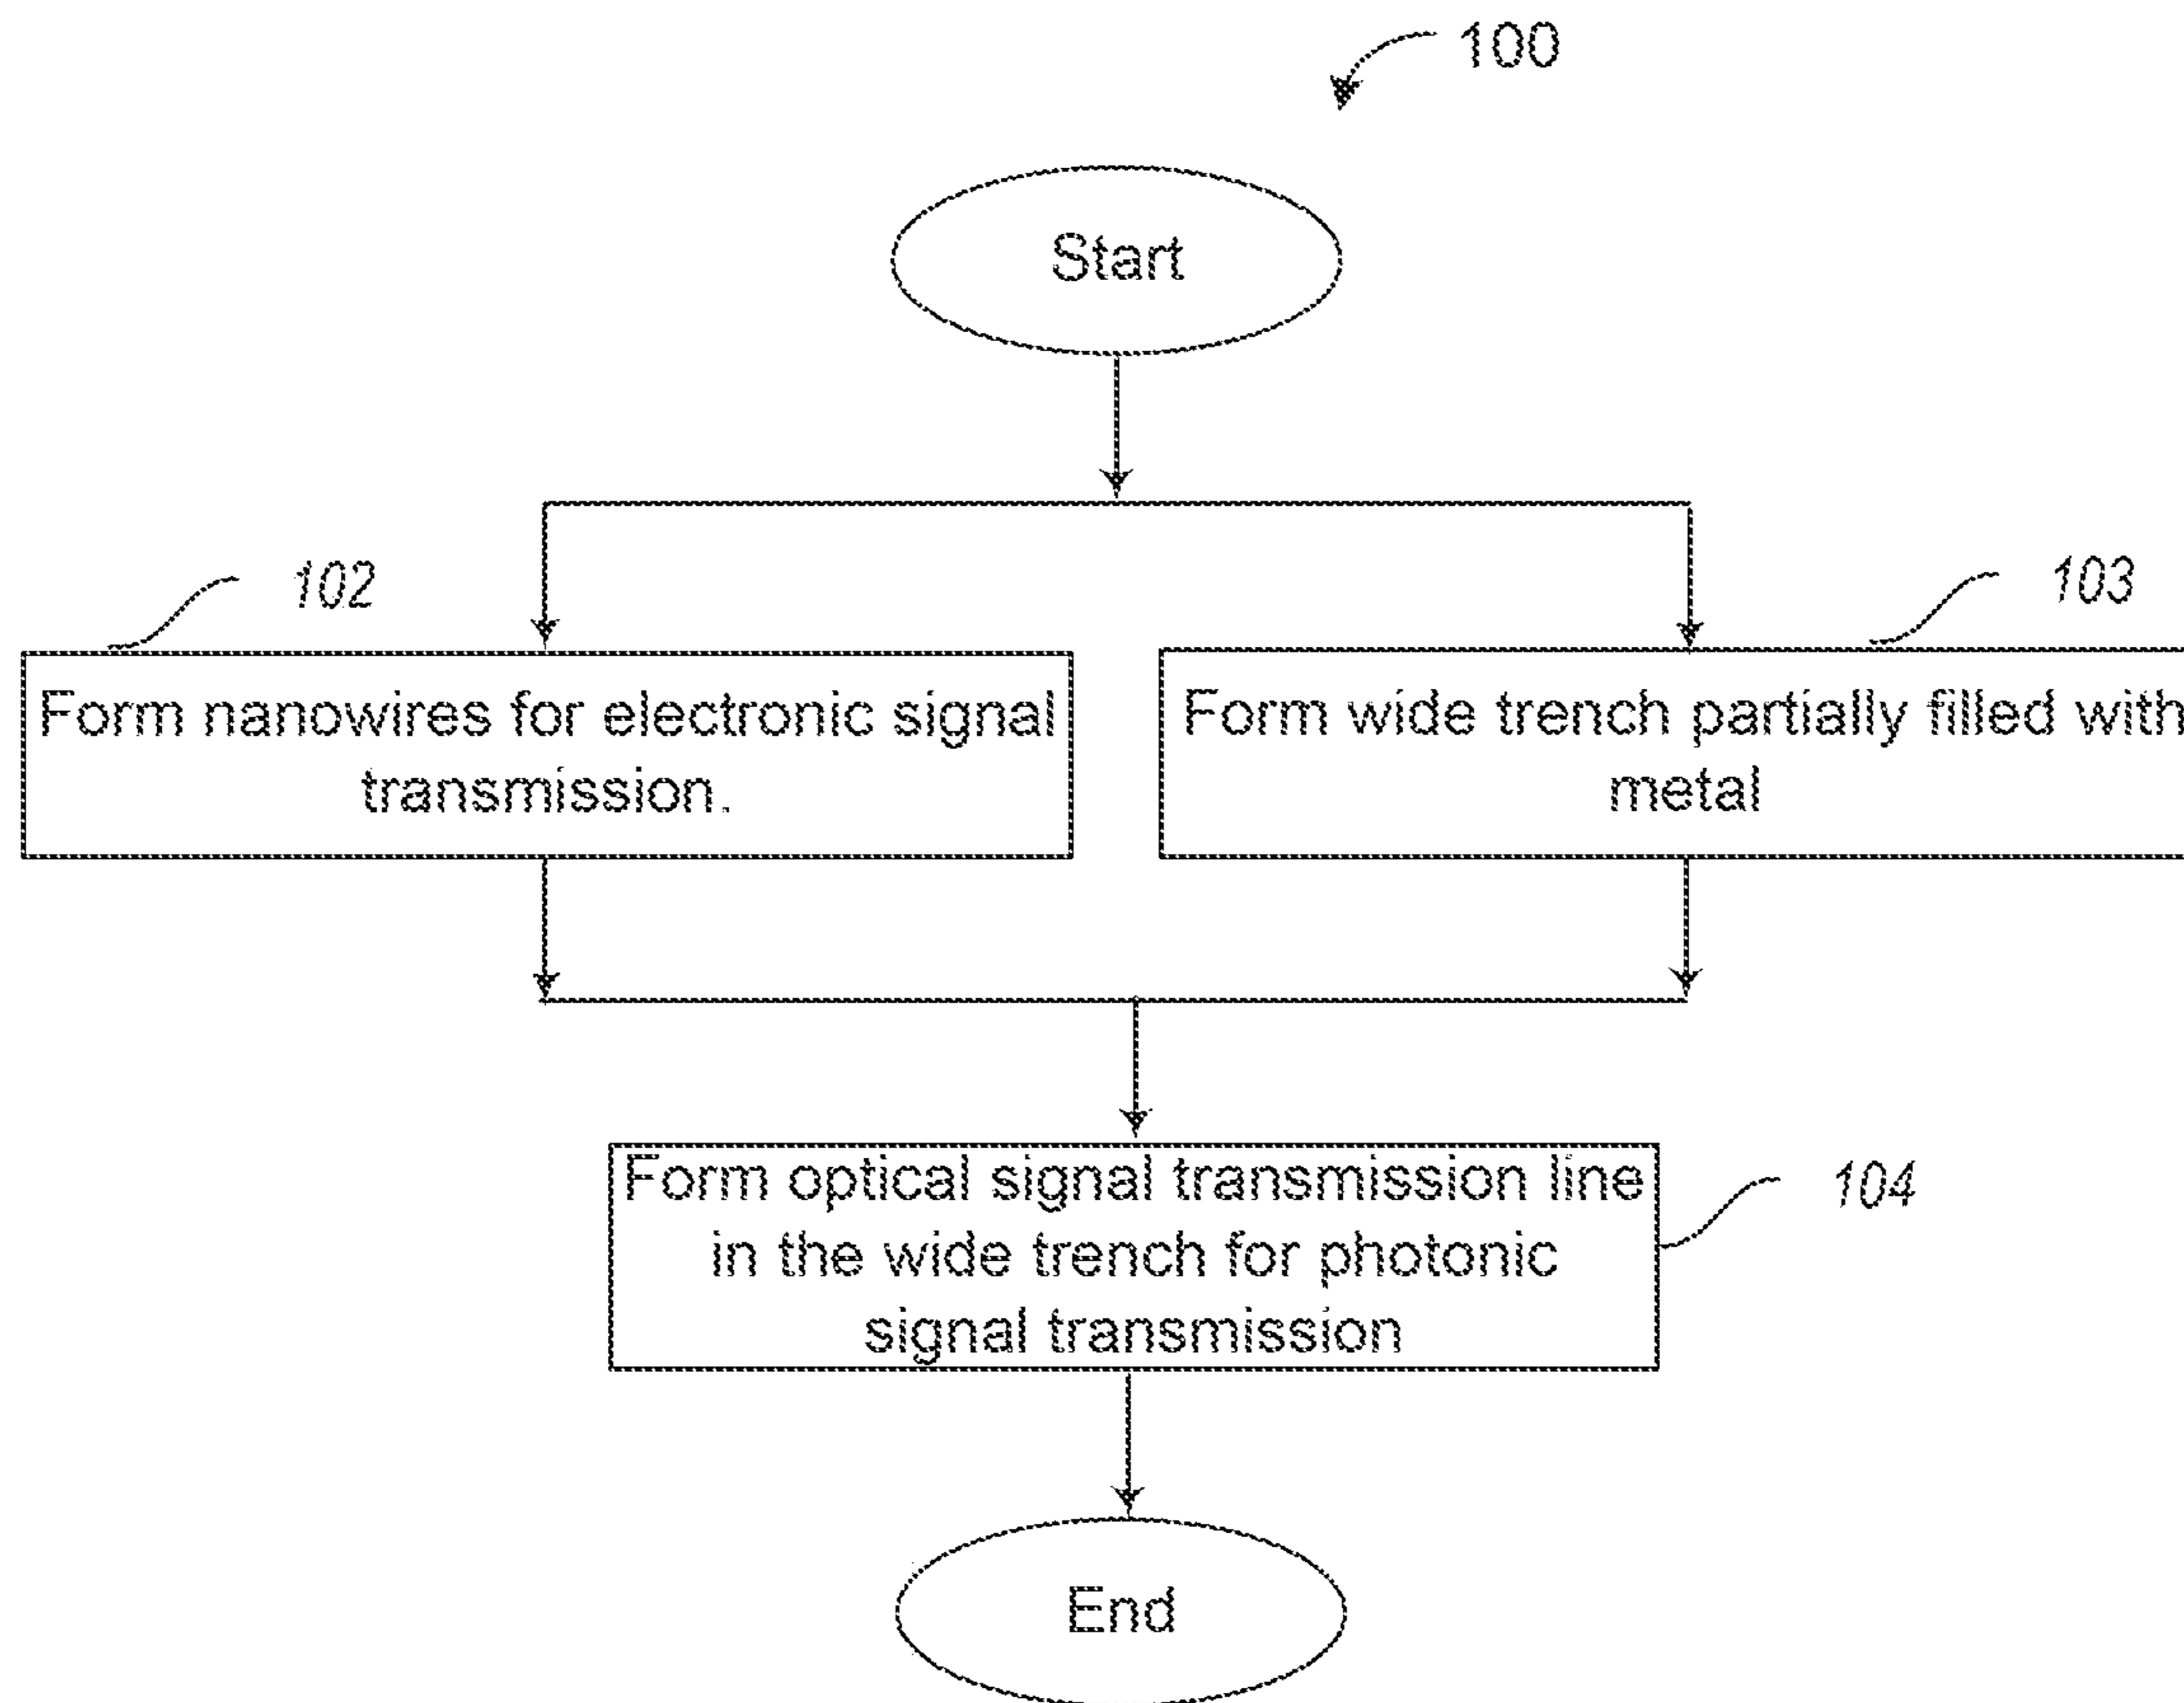 100
Start
102
103
Form nanowires for electronic signal
transmission.
Form wide trench partially filled with
metal
Form optical signal transmission line
in the wide trench for photonic
signal transmission
104
End